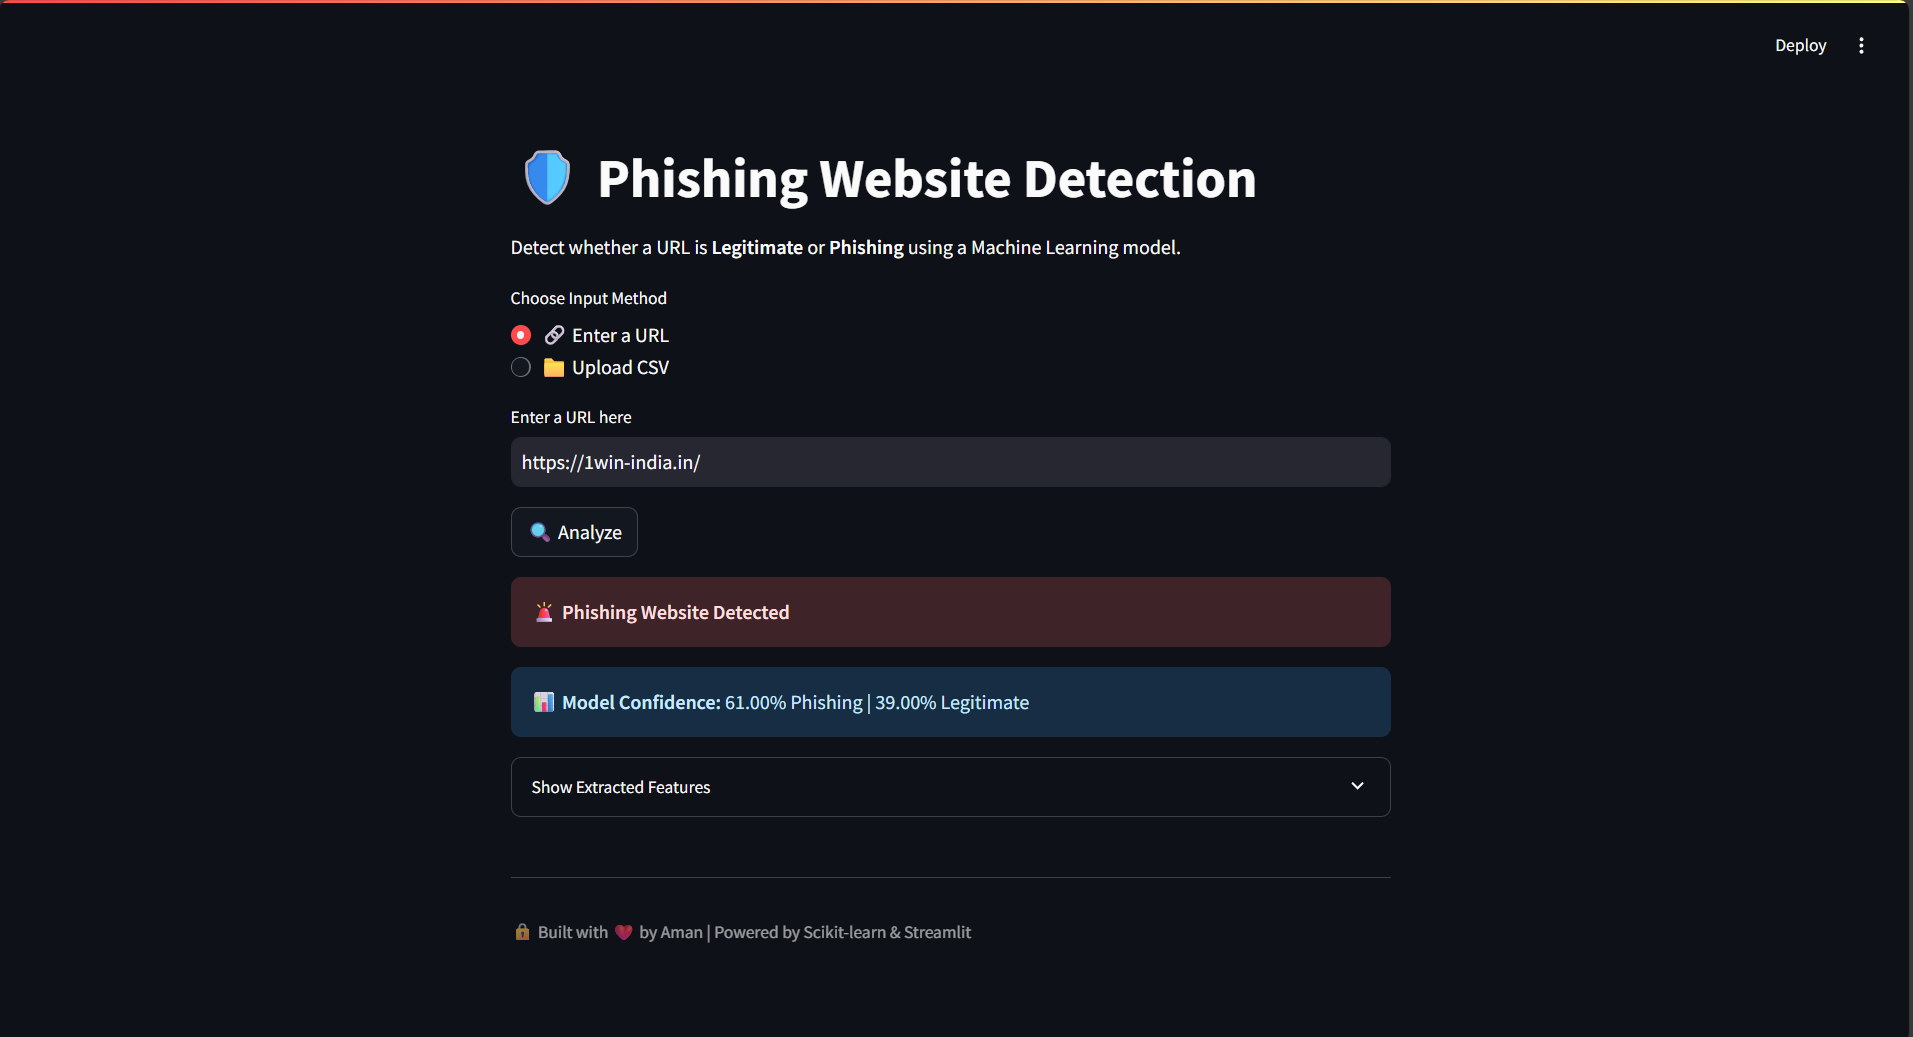 Deploy
Phishing Website Detection
Detect whether a URL is Legitimate or Phishing using a Machine Learning model.
Choose Input Method
Enter a URL
Upload CSV
Enter a URL here
https://1win-india.in/
Analyze
Phishing Website Detected
Model Confidence: 61.00% Phishing | 39.00% Legitimate
Show Extracted Features
Built with ❤️ by Aman | Powered by Scikit-learn & Streamlit